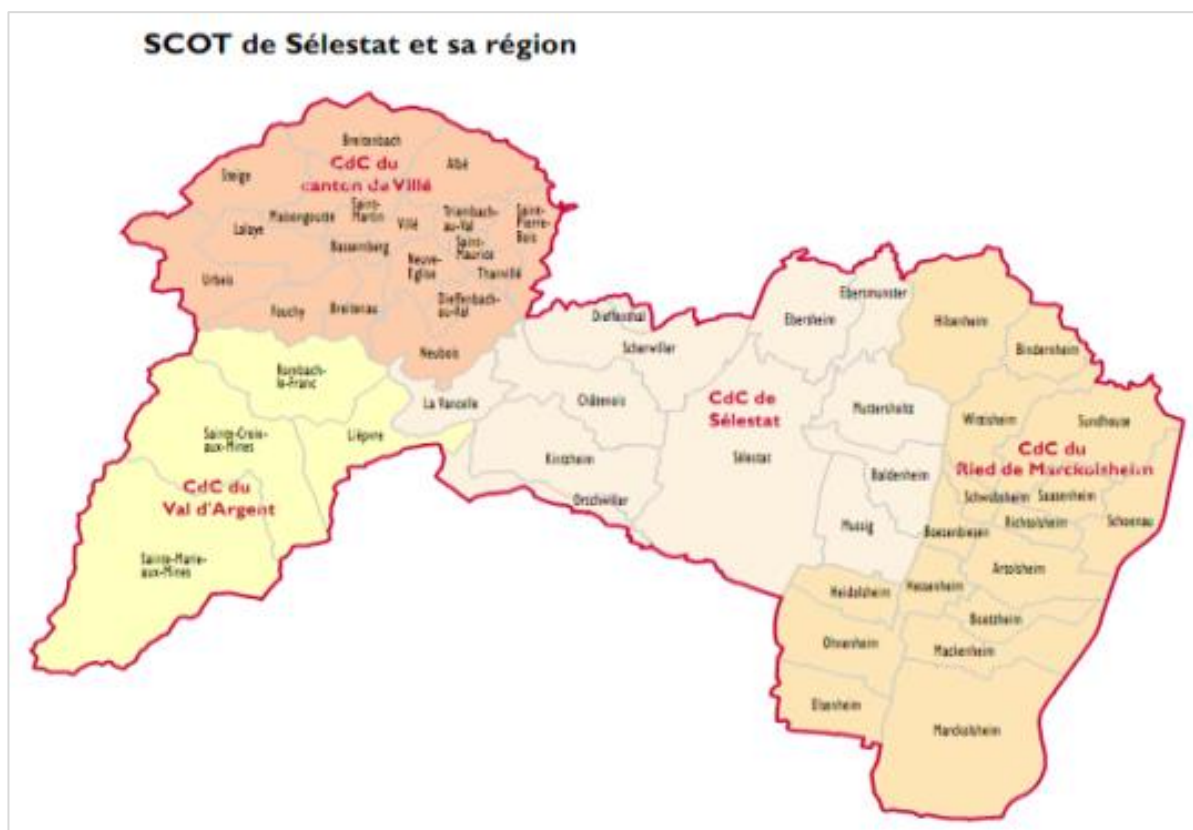 SCOT de Sélestat et sa région
Breitenbach
CdC du
canton de Villé
Steige
Albé
Maisongoutte
Saint-
Martin
Villé
Triembach-
au-Val
Saint-
Pierre-
Bois
Lalaye
Bassemberg
Saint-
Maurice
Neuve-
Eglise
Thanvillé
Urbeis
Fouchy
Breitenau
Dieffenbach-
au-Val
Neubois
Rombach-
le-Franc
Sainte-Croix-
aux-Mines
Lièpvre
CdC du
Val d'Argent
Sainte-Marie-
aux-Mines
La Vancelle
Dieffenthal
Scherwiller
Châtenois
Kintzheim
Orschwiller
CdC de
Sélestat
Sélestat
Ebersheim
Ebersmunster
Muttersholtz
Baldenheim
Mussig
Hilsenheim
Bindernheim
Wittisheim
Sundhouse
CdC du
Ried de Marckolsheim
Schwobsheim
Saasenheim
Richtolsheim
Schoenau
Boesenbiesen
Artolsheim
Heidolsheim
Hessenheim
Bootzheim
Ohnenheim
Mackenheim
Elsenheim
Marckolsheim